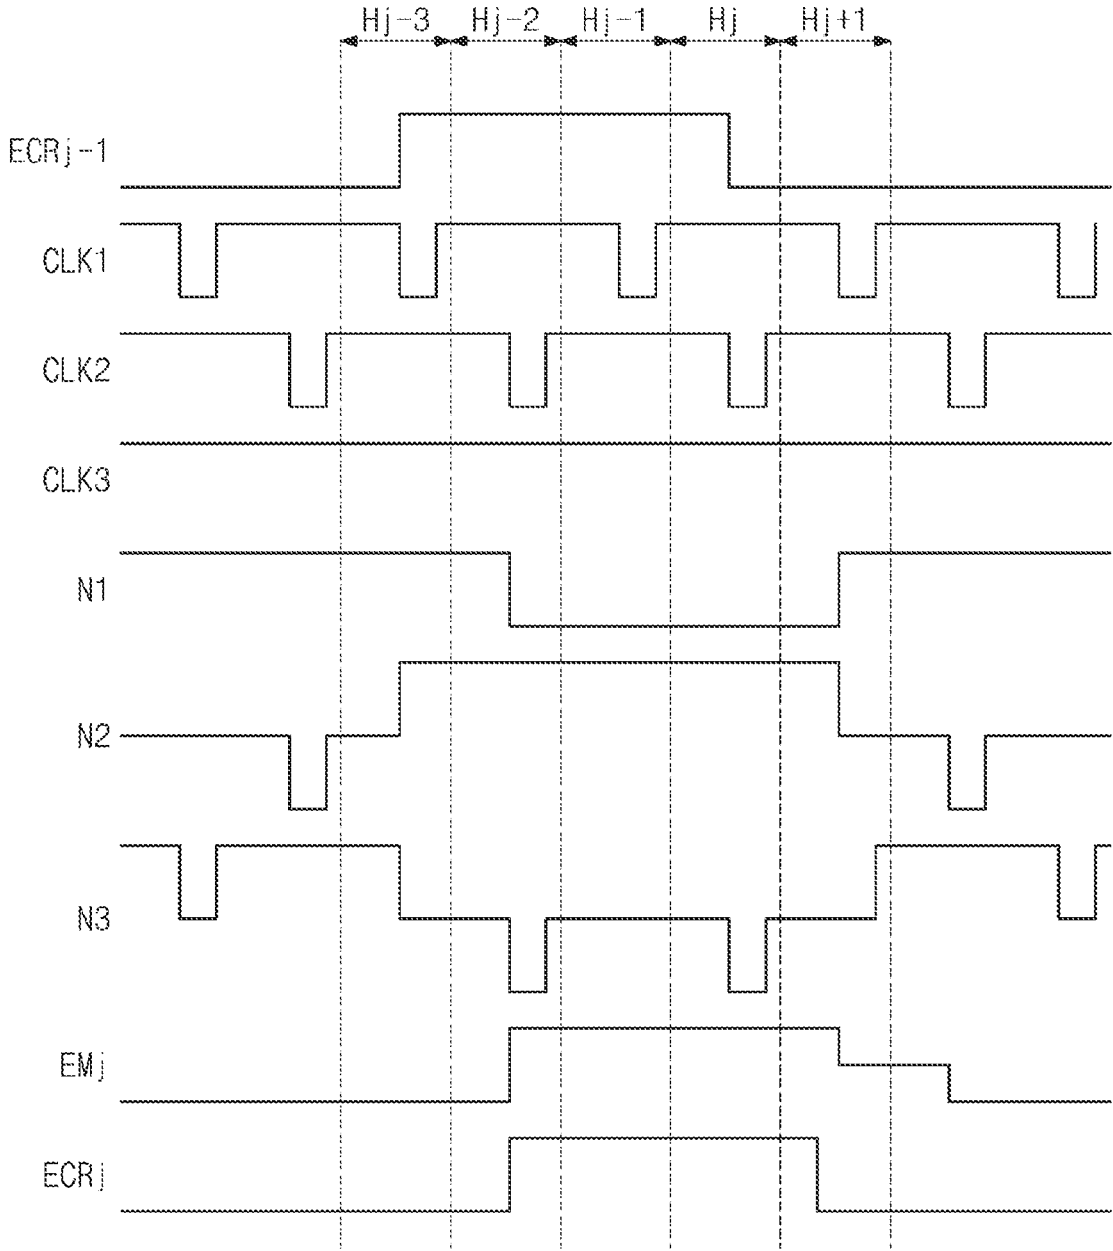 Hj-3 Hj-2 Hj-1 Hj Hj+1
ECRj-1
CLK1
CLK2
CLK3
N1
N2
N3
EMj
ECRj